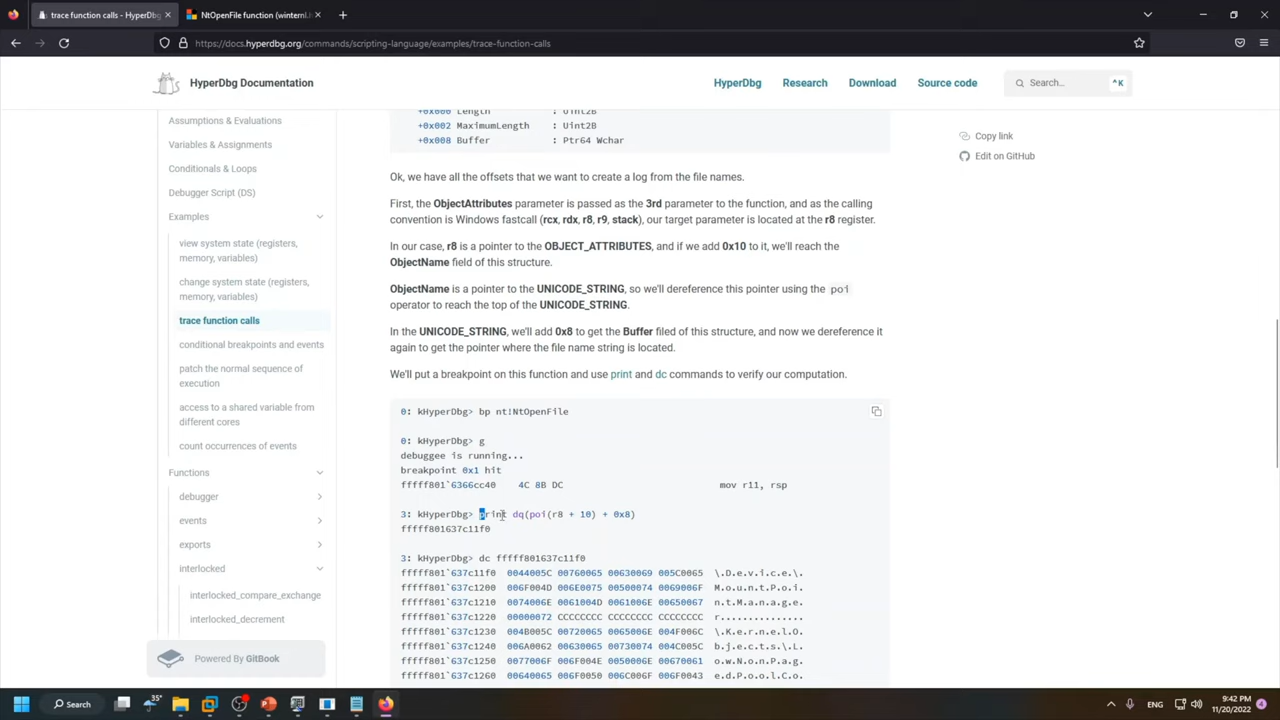 trace function calls - HyperDbg
NtOpenFile function (winternl.h
https://docs.hyperdbg.org/commands/scripting-language/examples/trace-function-calls
HyperDbg Documentation
HyperDbg
Research
Download
Source code
Search...
^K
Assumptions & Evaluations
Variables & Assignments
Conditionals & Loops
Debugger Script (DS)
Examples
view system state (registers,
memory, variables)
change system state (registers,
memory, variables)
trace function calls
conditional breakpoints and events
patch the normal sequence of
execution
access to a shared variable from
different cores
count occurrences of events
Functions
debugger
events
exports
interlocked
interlocked_compare_exchange
interlocked_decrement
Powered By GitBook
+0x000 Length : Uint2B
+0x002 MaximumLength : Uint2B
+0x008 Buffer : Ptr64 Wchar
Ok, we have all the offsets that we want to create a log from the file names.
First, the ObjectAttributes parameter is passed as the 3rd parameter to the function, and as the calling
convention is Windows fastcall (rcx, rdx, r8, r9, stack), our target parameter is located at the r8 register.
In our case, r8 is a pointer to the OBJECT_ATTRIBUTES, and if we add 0x10 to it, we'll reach the
ObjectName field of this structure.
ObjectName is a pointer to the UNICODE_STRING, so we'll dereference this pointer using the poi
operator to reach the top of the UNICODE_STRING.
In the UNICODE_STRING, we'll add 0x8 to get the Buffer filed of this structure, and now we dereference it
again to get the pointer where the file name string is located.
We'll put a breakpoint on this function and use print and dc commands to verify our computation.
0: kHyperDbg> bp nt!NtOpenFile
0: kHyperDbg> g
debuggee is running...
breakpoint 0x1 hit
fffff801`6366cc40 4C 8B DC mov r11, rsp
3: kHyperDbg> print dq(poi(r8 + 10) + 0x8)
fffff801637c11f0
3: kHyperDbg> dc fffff801637c11f0
fffff801`637c11f0 0044005C 00760065 00630069 005C0065 \.D.e.v.i.c.e.\.
fffff801`637c1200 006F004D 006E0075 00500074 0069006F M.o.u.n.t.P.o.i.
fffff801`637c1210 0074006E 0061004D 0061006E 00650067 n.t.M.a.n.a.g.e.
fffff801`637c1220 00000072 CCCCCCCC CCCCCCCC CCCCCCCC r...............
fffff801`637c1230 004B005C 00720065 0065006E 004F006C \.K.e.r.n.e.l.O.
fffff801`637c1240 006A0062 00630065 00730074 004C005C b.j.e.c.t.s.\.L.
fffff801`637c1250 0077006F 006F004E 0050006E 00670061 o.w.N.o.n.P.a.g.
fffff801`637c1260 00640065 006F0050 006C006F 006F0043 e.d.P.o.o.l.C.o.
Copy link
Edit on GitHub
Search
35°
ENG
9:42 PM
11/20/2022
4